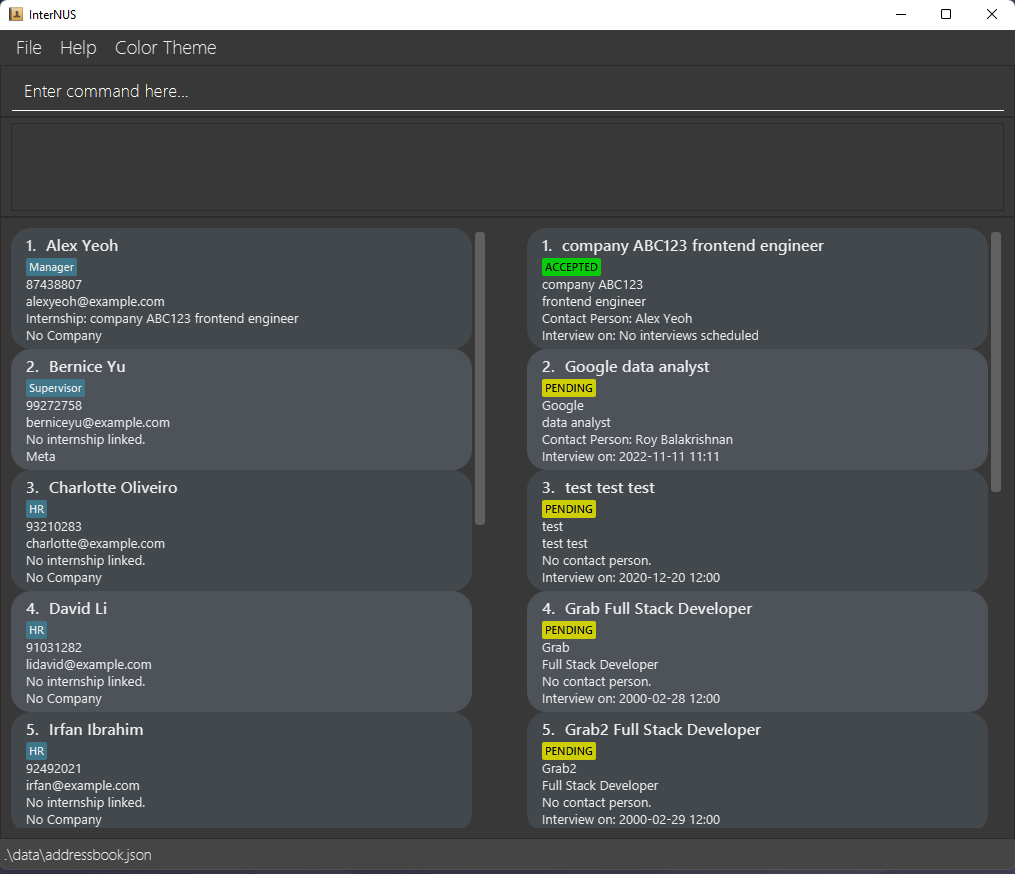 InterNUS
File Help Color Theme
Enter command here...
1. Alex Yeoh
Manager
87438807
alexyeoh@example.com
Internship: company ABC123 frontend engineer
No Company
2. Bernice Yu
Supervisor
99272758
berniceyu@example.com
No internship linked.
Meta
3. Charlotte Oliveiro
HR
93210283
charlotte@example.com
No internship linked.
No Company
4. David Li
HR
91031282
lidavid@example.com
No internship linked.
No Company
5. Irfan Ibrahim
HR
92492021
irfan@example.com
No internship linked.
No Company
1. company ABC123 frontend engineer
ACCEPTED
company ABC123
frontend engineer
Contact Person: Alex Yeoh
Interview on: No interviews scheduled
2. Google data analyst
PENDING
Google
data analyst
Contact Person: Roy Balakrishnan
Interview on: 2022-11-11 11:11
3. test test test
PENDING
test
test test
No contact person.
Interview on: 2020-12-20 12:00
4. Grab Full Stack Developer
PENDING
Grab
Full Stack Developer
No contact person.
Interview on: 2000-02-28 12:00
5. Grab2 Full Stack Developer
PENDING
Grab2
Full Stack Developer
No contact person.
Interview on: 2000-02-29 12:00
.\data\addressbook.json